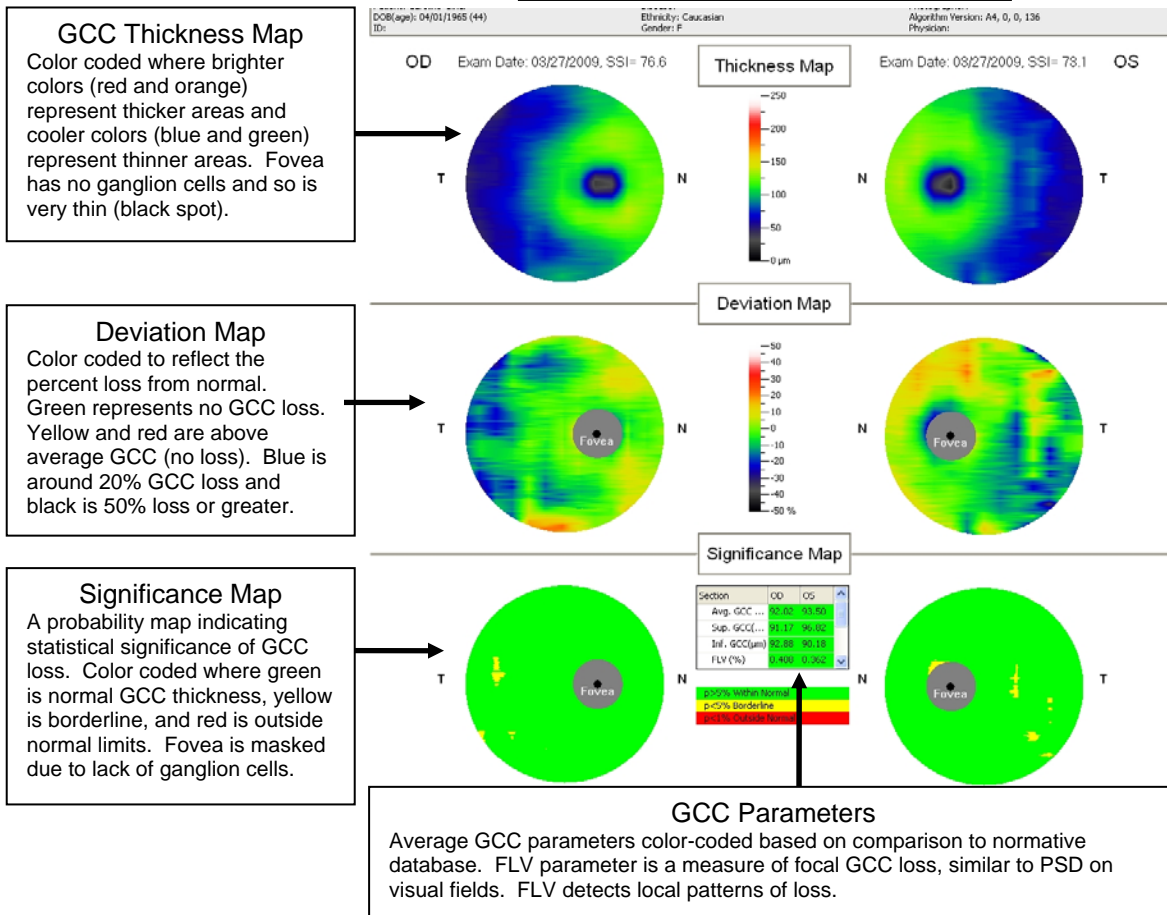 DOB(age): 04/01/1965 (44) Ethnicity: Caucasian Algorithm Version: A4, 0, 0, 136
ID: Gender: F Physician:
GCC Thickness Map
Color coded where brighter
colors (red and orange)
represent thicker areas and
cooler colors (blue and green)
represent thinner areas. Fovea
has no ganglion cells and so is
very thin (black spot).
OD Exam Date: 03/27/2009, SSI= 76.6 Thickness Map Exam Date: 03/27/2009, SSI= 73.1 OS
250
200
150
100
50
0 µm
T N N T
Deviation Map
Color coded to reflect the
percent loss from normal.
Green represents no GCC loss.
Yellow and red are above
average GCC (no loss). Blue is
around 20% GCC loss and
black is 50% loss or greater.
Deviation Map
50
40
30
20
10
0
-10
-20
-30
-40
-50 %
T Fovea N N Fovea T
Significance Map
A probability map indicating
statistical significance of GCC
loss. Color coded where green
is normal GCC thickness, yellow
is borderline, and red is outside
normal limits. Fovea is masked
due to lack of ganglion cells.
Significance Map
Section OD OS
Avg. GCC ... 92.02 93.50
Sup. GCC(... 91.17 96.82
Inf. GCC(µm) 92.88 90.18
FLV (%) 0.408 0.362
p>5% Within Normal
p<5% Borderline
p<1% Outside Normal
T Fovea N N Fovea T
GCC Parameters
Average GCC parameters color-coded based on comparison to normative
database. FLV parameter is a measure of focal GCC loss, similar to PSD on
visual fields. FLV detects local patterns of loss.